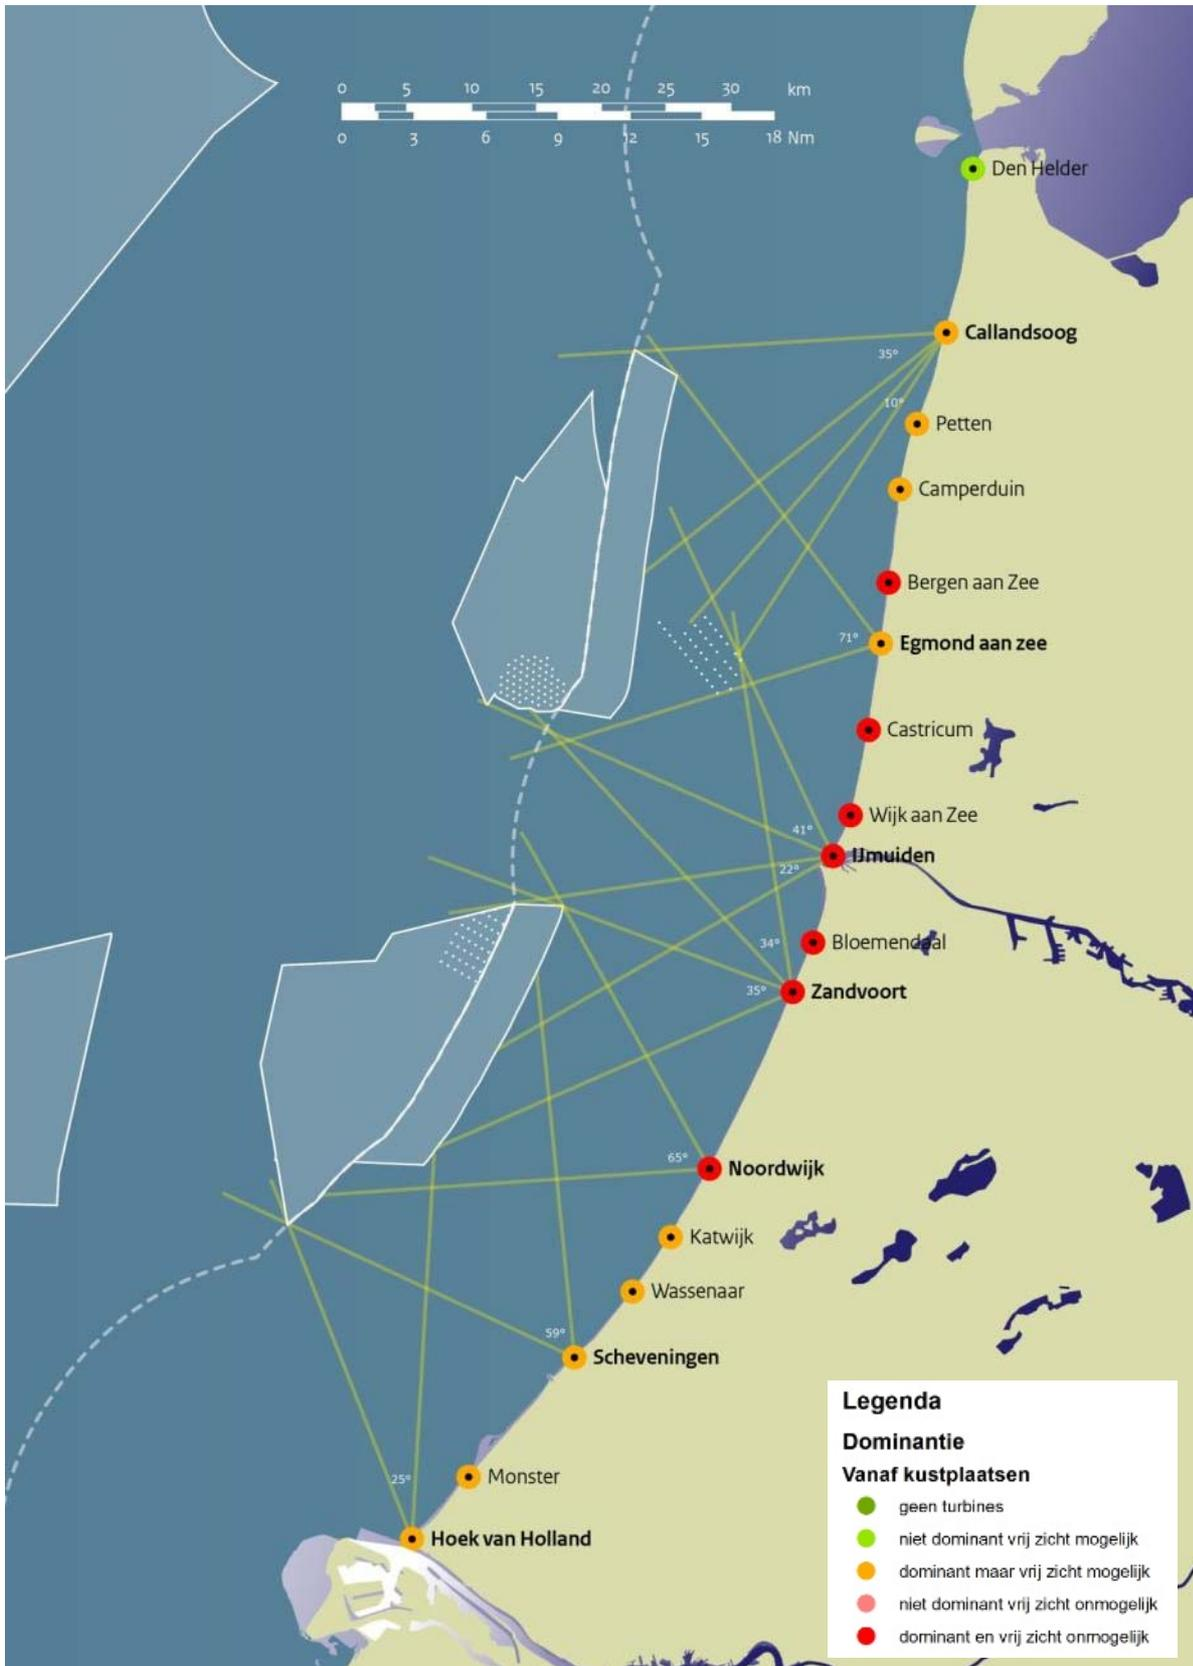 0 5 10 15 20 25 30 km
0 3 6 9 12 15 18 Nm
Den Helder
Callandsoog
35°
10°
Petten
Camperduin
Bergen aan Zee
71°
Egmond aan zee
Castricum
Wijk aan Zee
41°
IJmuiden
22°
34°
Bloemendaal
35°
Zandvoort
65°
Noordwijk
Katwijk
Wassenaar
59°
Scheveningen
Monster
25°
Hoek van Holland
Legenda
Dominantie
Vanaf kustplaatsen
geen turbines
niet dominant vrij zicht mogelijk
dominant maar vrij zicht mogelijk
niet dominant vrij zicht onmogelijk
dominant en vrij zicht onmogelijk